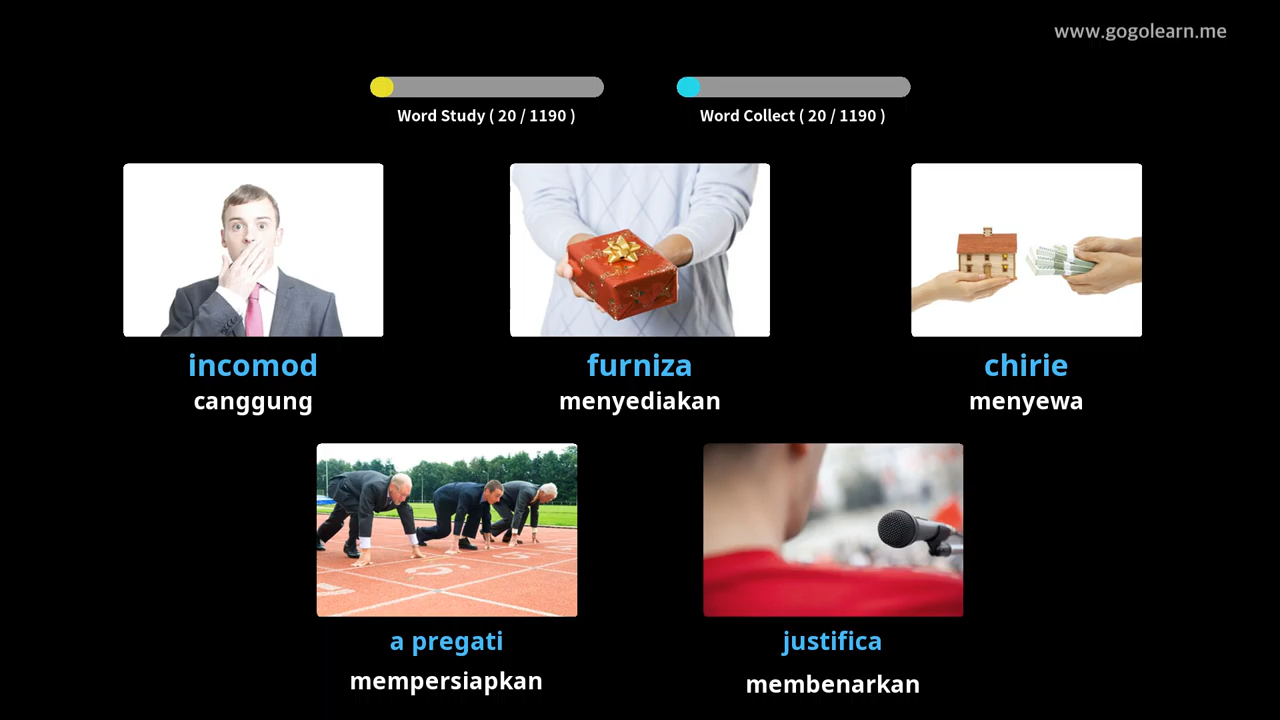 www.gogolearn.me
Word Study ( 20 / 1190 )
Word Collect ( 20 / 1190 )
incomod
canggung
furniza
menyediakan
chirie
menyewa
a pregati
mempersiapkan
justifica
membenarkan